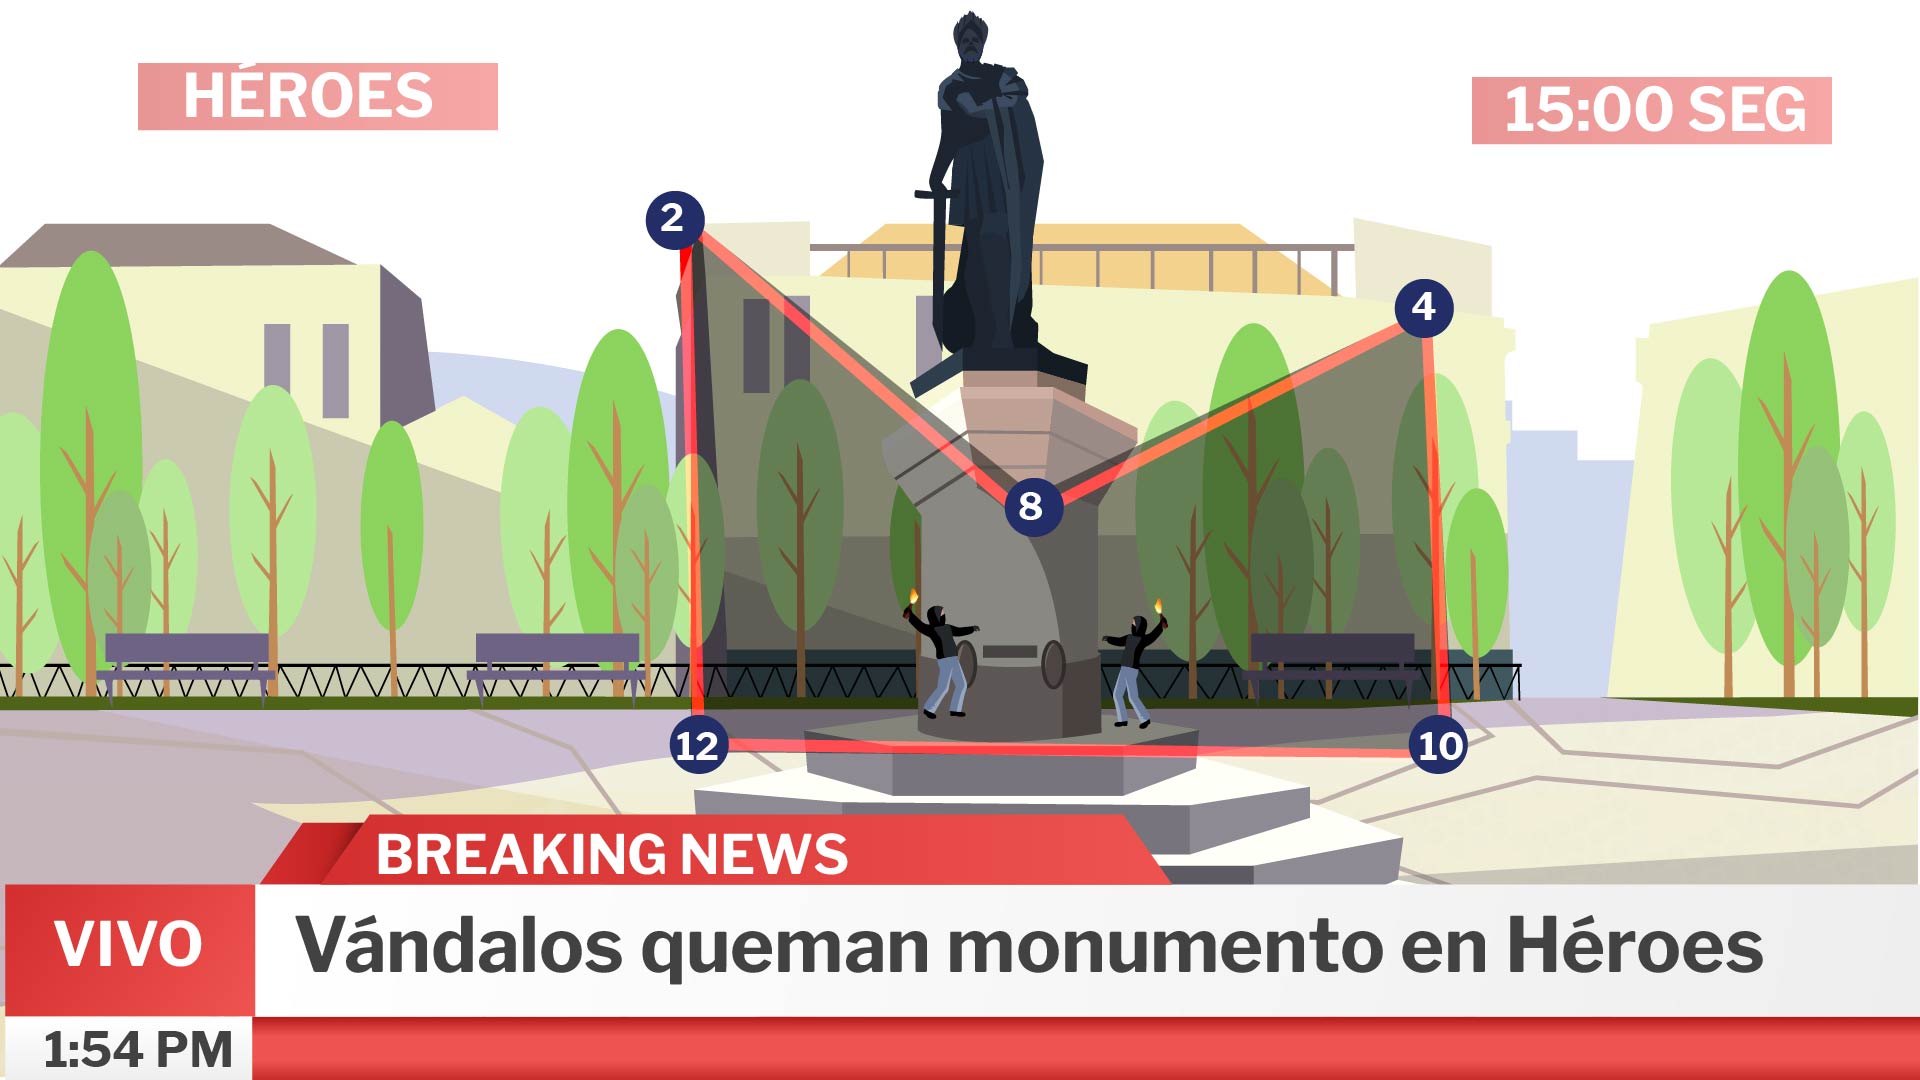 HÉROES
15:00 SEG
2
4
8
12
10
BREAKING NEWS
VIVO
Vándalos queman monumento en Héroes
1:54 PM